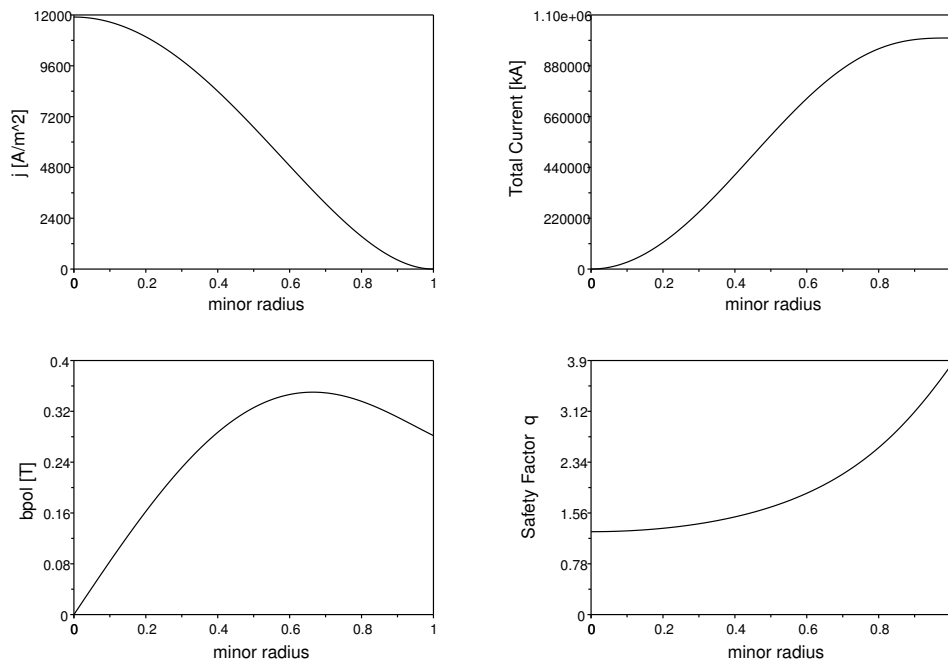 12000
9600
7200
4800
2400
0
j [A/m^2]
0 0.2 0.4 0.6 0.8 1
minor radius
1.10e+06
880000
660000
440000
220000
0
Total Current [kA]
0 0.2 0.4 0.6 0.8
minor radius
0.4
0.32
0.24
0.16
0.08
0
bpol [T]
0 0.2 0.4 0.6 0.8 1
minor radius
3.9
3.12
2.34
1.56
0.78
0
Safety Factor q
0 0.2 0.4 0.6 0.8
minor radius